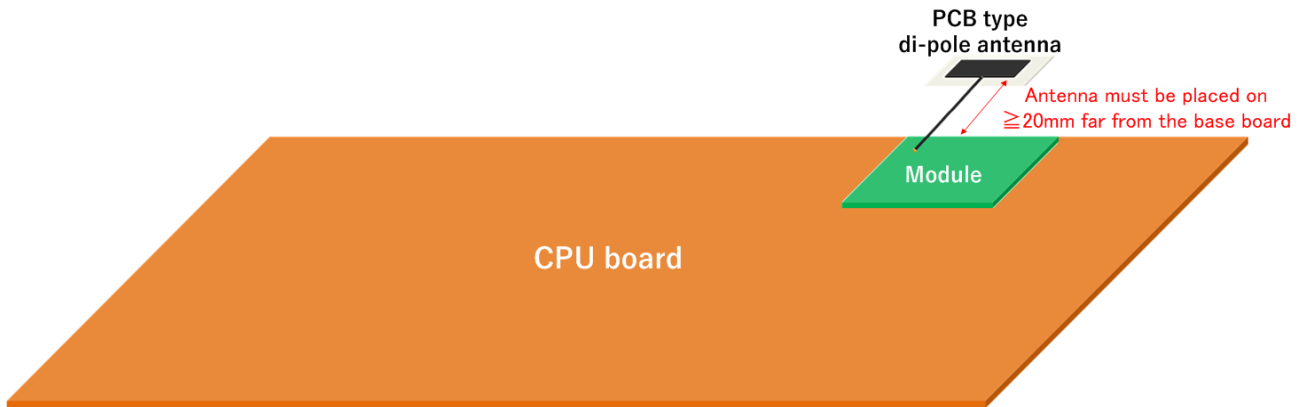 PCB type
di-pole antenna
Antenna must be placed on
≧20mm far from the base board
Module
CPU board